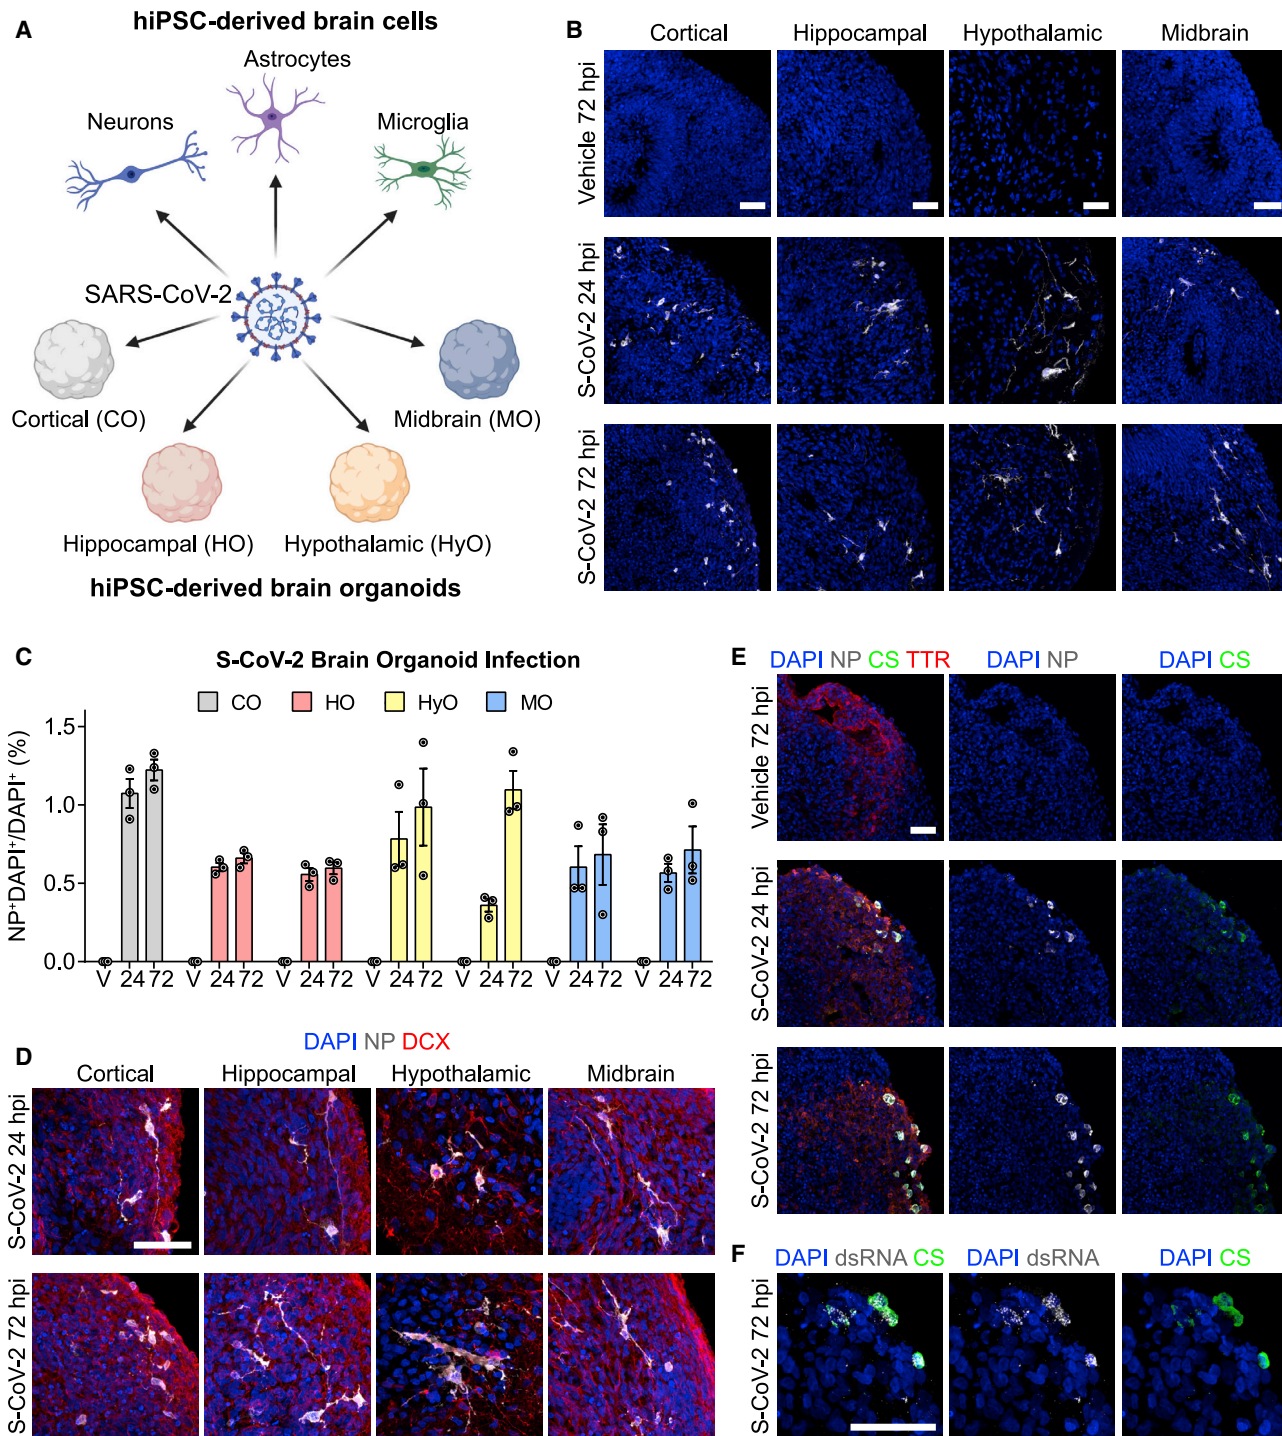 A
hiPSC-derived brain cells
Astrocytes
Neurons
Microglia
SARS-CoV-2
Cortical (CO)
Midbrain (MO)
Hippocampal (HO)
Hypothalamic (HyO)
hiPSC-derived brain organoids
B
Cortical
Hippocampal
Hypothalamic
Midbrain
Vehicle 72 hpi
S-CoV-2 24 hpi
S-CoV-2 72 hpi
C
S-CoV-2 Brain Organoid Infection
CO
HO
HyO
MO
NP⁺DAPI⁺/DAPI⁺ (%)
1.5
1.0
0.5
0.0
V 24 72 V 24 72 V 24 72 V 24 72 V 24 72 V 24 72 V 24 72
D
DAPI NP DCX
Cortical
Hippocampal
Hypothalamic
Midbrain
S-CoV-2 24 hpi
S-CoV-2 72 hpi
E
DAPI NP CS TTR
DAPI NP
DAPI CS
Vehicle 72 hpi
S-CoV-2 24 hpi
S-CoV-2 72 hpi
F
DAPI dsRNA CS
DAPI dsRNA
DAPI CS
S-CoV-2 72 hpi